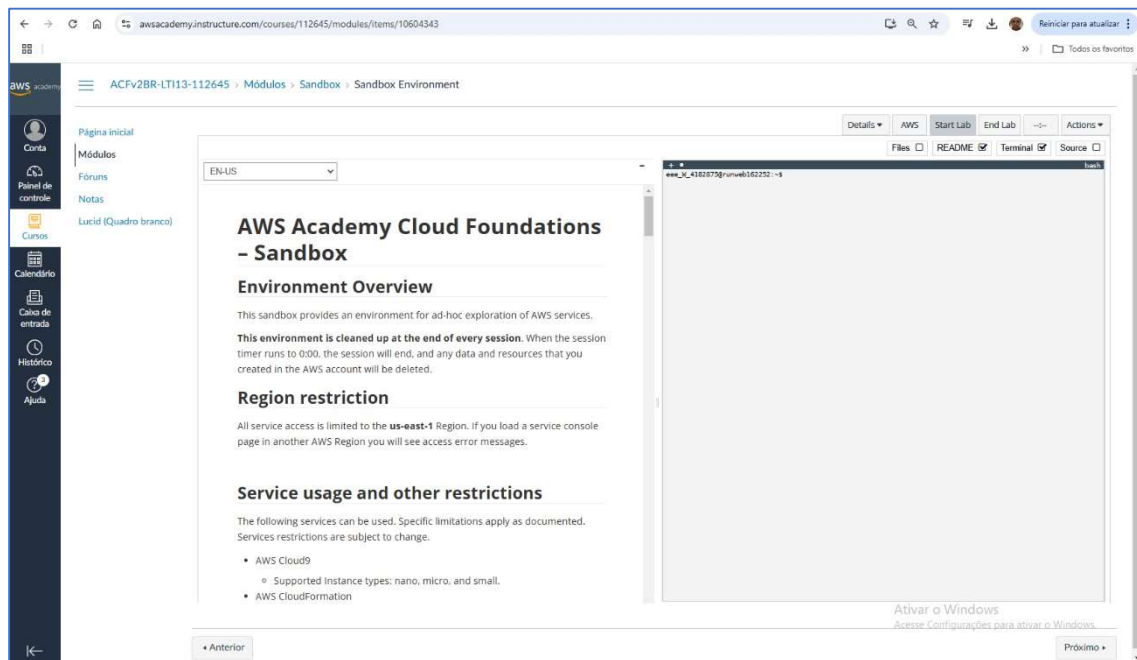 awsacademy.instructure.com/courses/112645/modules/items/10604343
Reiniciar para atualizar
» Todos os favoritos
aws academy
ACFv2BR-LTI13-112645 › Módulos › Sandbox › Sandbox Environment
Conta
Painel de controle
Cursos
Calendário
Caixa de entrada
Histórico
3
Ajuda
Página inicial
Módulos
Fóruns
Notas
Lucid (Quadro branco)
Details AWS Start Lab End Lab --:-- Actions
Files README Terminal Source
EN-US
bash
AWS Academy Cloud Foundations
– Sandbox
Environment Overview
This sandbox provides an environment for ad-hoc exploration of AWS services.
This environment is cleaned up at the end of every session. When the session
timer runs to 0:00, the session will end, and any data and resources that you
created in the AWS account will be deleted.
Region restriction
All service access is limited to the us-east-1 Region. If you load a service console
page in another AWS Region you will see access error messages.
Service usage and other restrictions
The following services can be used. Specific limitations apply as documented.
Services restrictions are subject to change.
• AWS Cloud9
◦ Supported Instance types: nano, micro, and small.
• AWS CloudFormation
eee_W_4182875@runweb162252:~$
Ativar o Windows
Acesse Configurações para ativar o Windows.
Anterior
Próximo